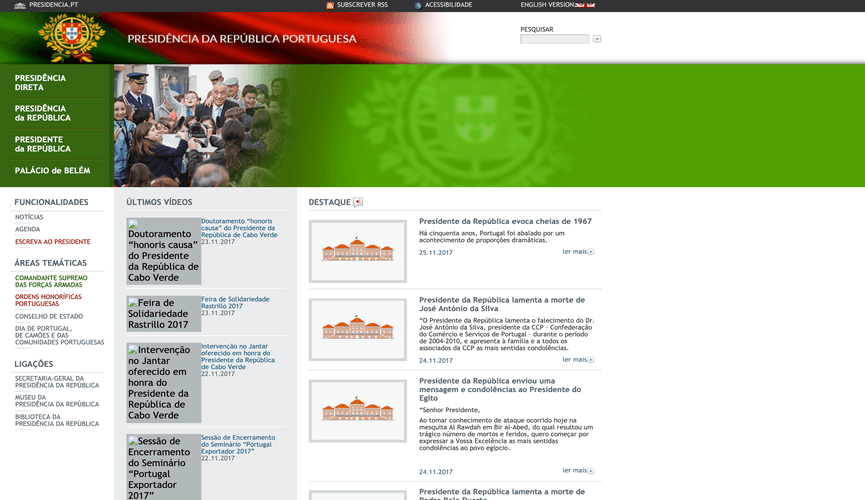 PRESIDENCIA.PT
SUBSCREVER RSS
ACESSIBILIDADE
ENGLISH VERSION
PRESIDÊNCIA DA REPÚBLICA PORTUGUESA
PESQUISAR
PRESIDÊNCIA
DIRETA
PRESIDÊNCIA
da REPÚBLICA
PRESIDENTE
da REPÚBLICA
PALÁCIO de BELÉM
FUNCIONALIDADES
NOTÍCIAS
AGENDA
ESCREVA AO PRESIDENTE
ÁREAS TEMÁTICAS
COMANDANTE SUPREMO
DAS FORÇAS ARMADAS
ORDENS HONORÍFICAS
PORTUGUESAS
CONSELHO DE ESTADO
DIA DE PORTUGAL,
DE CAMÕES E DAS
COMUNIDADES PORTUGUESAS
LIGAÇÕES
SECRETARIA-GERAL DA
PRESIDÊNCIA DA REPÚBLICA
MUSEU DA
PRESIDÊNCIA DA REPÚBLICA
BIBLIOTECA DA
PRESIDÊNCIA DA REPÚBLICA
ÚLTIMOS VÍDEOS
Doutoramento
“honoris causa”
do Presidente
da República de
Cabo Verde
Doutoramento “honoris
causa” do Presidente da
República de Cabo Verde
23.11.2017
Feira de
Solidariedade
Rastrillo 2017
Feira de Solidariedade
Rastrillo 2017
23.11.2017
Intervenção
no Jantar
oferecido em
honra do
Presidente da
República de
Cabo Verde
Intervenção no Jantar
oferecido em honra do
Presidente da República
de Cabo Verde
22.11.2017
Sessão de
Encerramento
do Seminário
“Portugal
Exportador
2017”
Sessão de Encerramento
do Seminário “Portugal
Exportador 2017”
22.11.2017
DESTAQUE
Presidente da República evoca cheias de 1967
Há cinquenta anos, Portugal foi abalado por um
acontecimento de proporções dramáticas.
25.11.2017
ler mais
Presidente da República lamenta a morte de
José António da Silva
“O Presidente da República lamenta o falecimento do Dr.
José António da Silva, presidente da CCP – Confederação
do Comércio e Serviços de Portugal – durante o período
de 2004-2010, e apresenta à família e a todos os
associados da CCP as mais sentidas condolências.
24.11.2017
ler mais
Presidente da República enviou uma
mensagem e condolências ao Presidente do
Egito
“Senhor Presidente,
Ao tomar conhecimento de ataque ocorrido hoje na
mesquita Al Rawdah em Bir al-Abed, do qual resultou um
trágico número de mortos e feridos, quero começar por
expressar a Vossa Excelência as mais sentidas
condolências ao povo egípcio.
24.11.2017
ler mais
Presidente da República lamenta a morte de